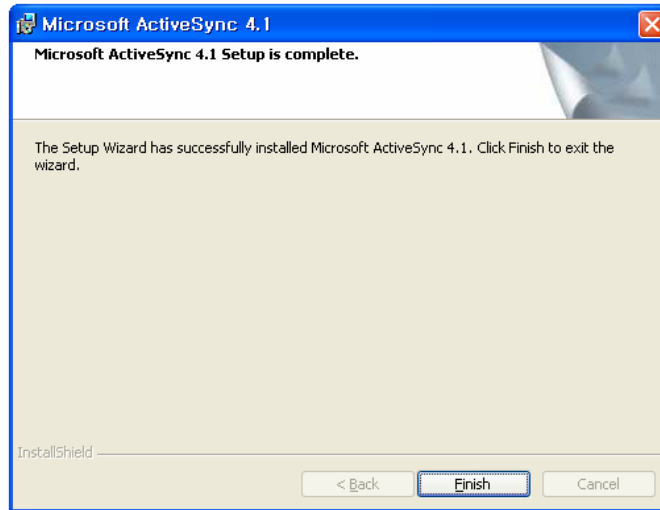 Microsoft ActiveSync 4.1
Microsoft ActiveSync 4.1 Setup is complete.
The Setup Wizard has successfully installed Microsoft ActiveSync 4.1. Click Finish to exit the
wizard.
InstallShield
< Back Finish Cancel